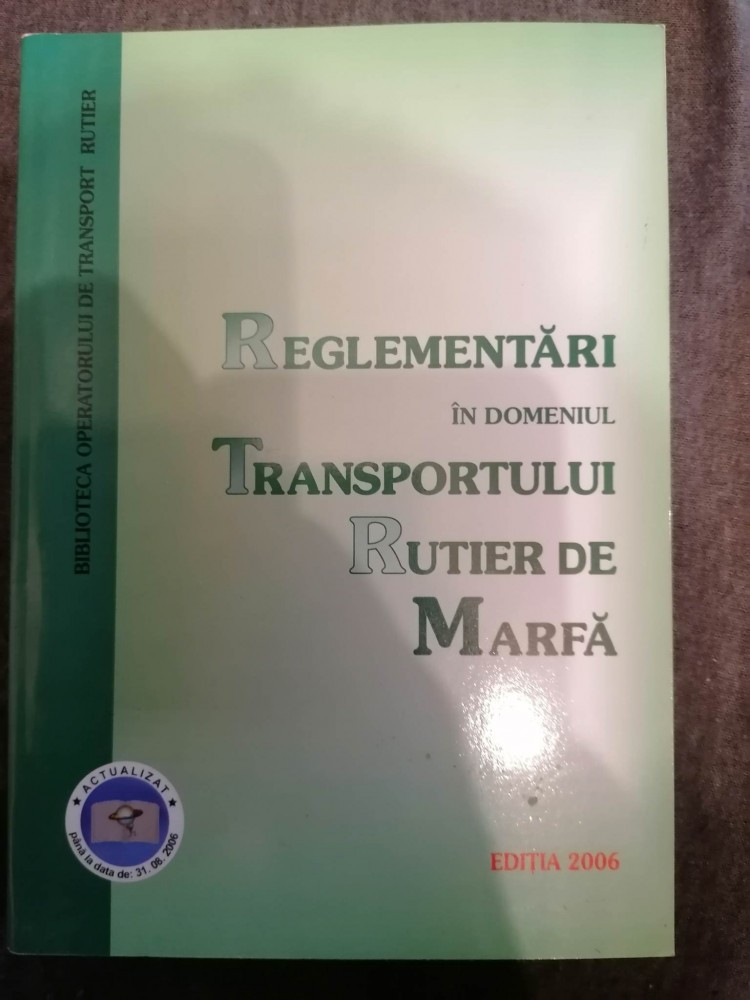 BIBLIOTECA OPERATORULUI DE TRANSPORT RUTIER
REGLEMENTĂRI
ÎN DOMENIUL
TRANSPORTULUI
RUTIER DE
MARFĂ
★ ACTUALIZAT ★
până la data de: 31. 08. 2006
EDIȚIA 2006